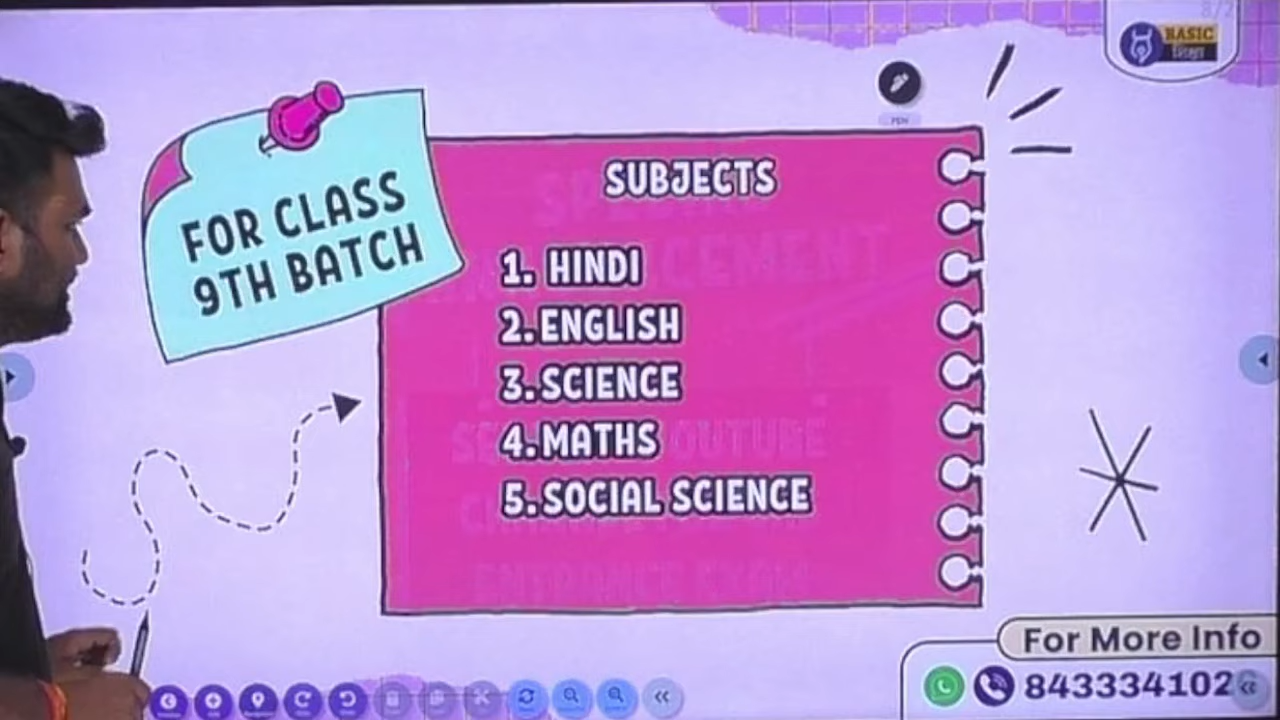 BASIC
FOR CLASS
9TH BATCH
PEN
SUBJECTS
1. HINDI
2. ENGLISH
3. SCIENCE
4. MATHS
5. SOCIAL SCIENCE
For More Info